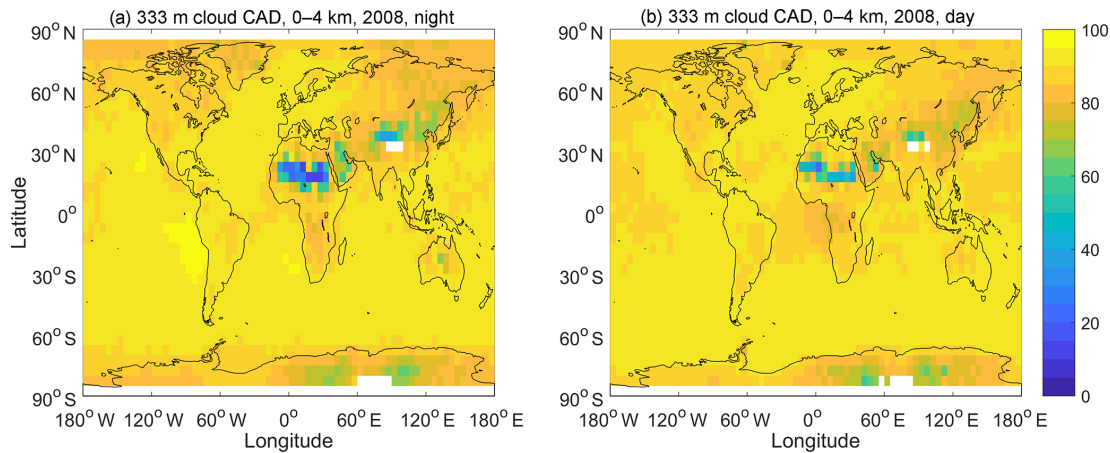 (a) 333 m cloud CAD, 0–4 km, 2008, night
(b) 333 m cloud CAD, 0–4 km, 2008, day
90° N
60° N
30° N
0°
30° S
60° S
90° S
Latitude
180° W 120° W 60° W 0° 60° E 120° E 180° E
Longitude
90° N
60° N
30° N
0°
30° S
60° S
90° S
180° W 120° W 60° W 0° 60° E 120° E 180° E
Longitude
100
80
60
40
20
0